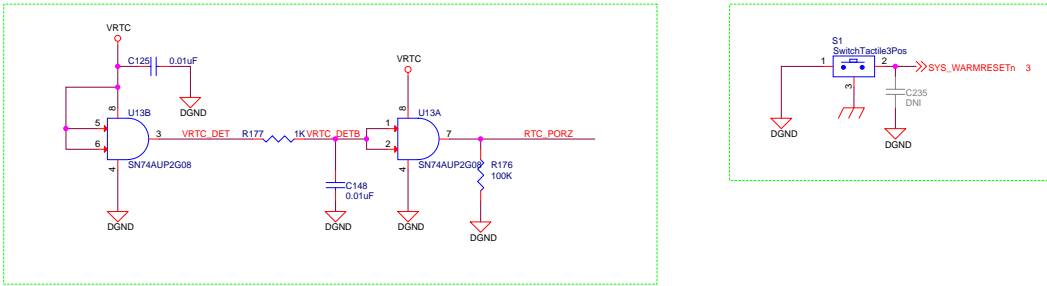 VRTC
C125 0.01uF
DGND
U13B
8
5
6
3
4
SN74AUP2G08
DGND
VRTC_DET
R177 1K
VRTC_DETB
C148
0.01uF
DGND
VRTC
8
U13A
1
2
7
4
SN74AUP2G08
DGND
RTC_PORZ
R176
100K
DGND
S1
SwitchTactile3Pos
1
2
3
SYS_WARMRESETn 3
C235
DNI
DGND
DGND